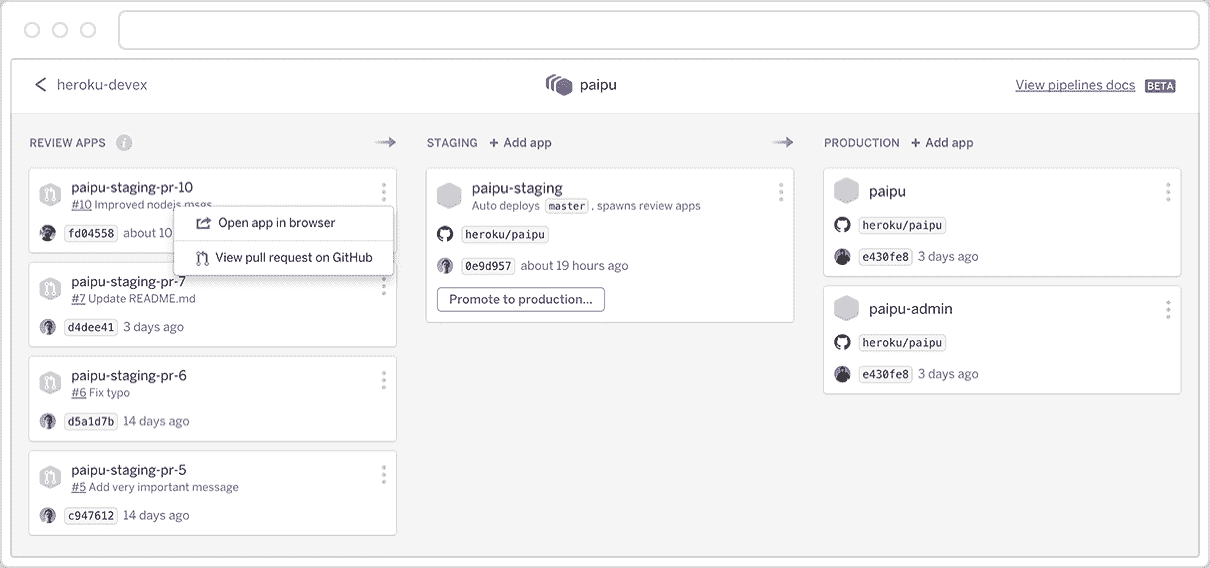 heroku-devex
paipu
View pipelines docs BETA
REVIEW APPS
paipu-staging-pr-10
#10 Improved nodejs msgs
fd04558 about 10
Open app in browser
View pull request on GitHub
paipu-staging-pr-7
#7 Update README.md
d4dee41 3 days ago
paipu-staging-pr-6
#6 Fix typo
d5a1d7b 14 days ago
paipu-staging-pr-5
#5 Add very important message
c947612 14 days ago
STAGING + Add app
paipu-staging
Auto deploys master , spawns review apps
heroku/paipu
0e9d957 about 19 hours ago
Promote to production...
PRODUCTION + Add app
paipu
heroku/paipu
e430fe8 3 days ago
paipu-admin
heroku/paipu
e430fe8 3 days ago